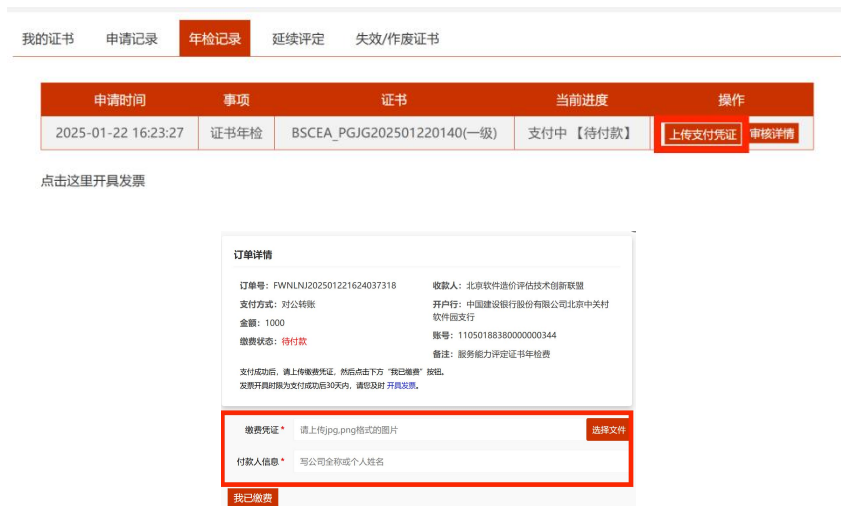 我的证书 申请记录 年检记录 延续评定 失效/作废证书
申请时间 事项 证书 当前进度 操作
2025-01-22 16:23:27 证书年检 BSCEA_PGJG202501220140(一级) 支付中 【待付款】 上传支付凭证 审核详情
点击这里开具发票
订单详情
订单号：FWNLNJ202501221624037318
支付方式：对公转账
金额：1000
缴费状态：待付款
收款人：北京软件造价评估技术创新联盟
开户行：中国建设银行股份有限公司北京中关村
软件园支行
账号：11050188380000000344
备注：服务能力评定证书年检费
支付成功后，请上传缴费凭证，然后点击下方“我已缴费”按钮。
发票开具时限为支付成功后30天内，请您及时 开具发票。
缴费凭证* 请上传jpg,png格式的图片 选择文件
付款人信息* 写公司全称或个人姓名
我已缴费